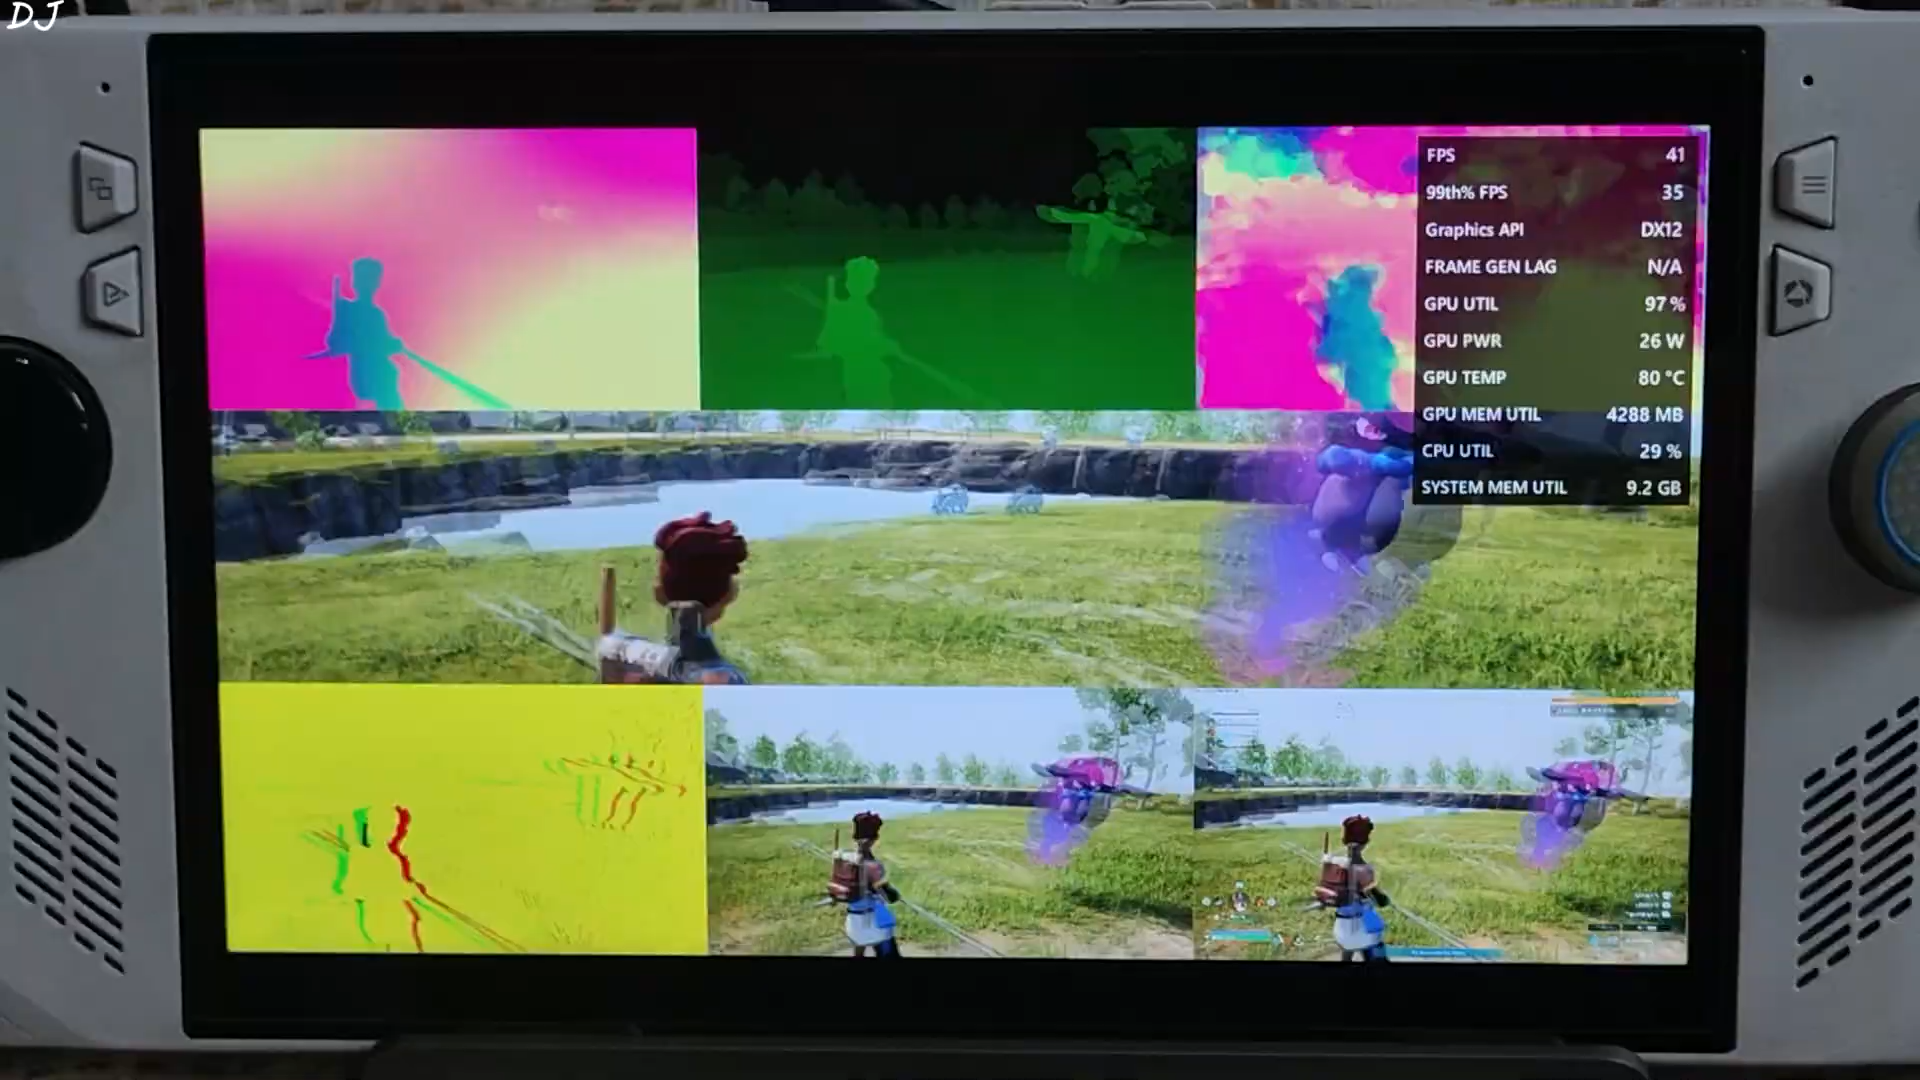 DJ
FPS 41
99th% FPS 35
Graphics API DX12
FRAME GEN LAG N/A
GPU UTIL 97 %
GPU PWR 26 W
GPU TEMP 80 °C
GPU MEM UTIL 4288 MB
CPU UTIL 29 %
SYSTEM MEM UTIL 9.2 GB